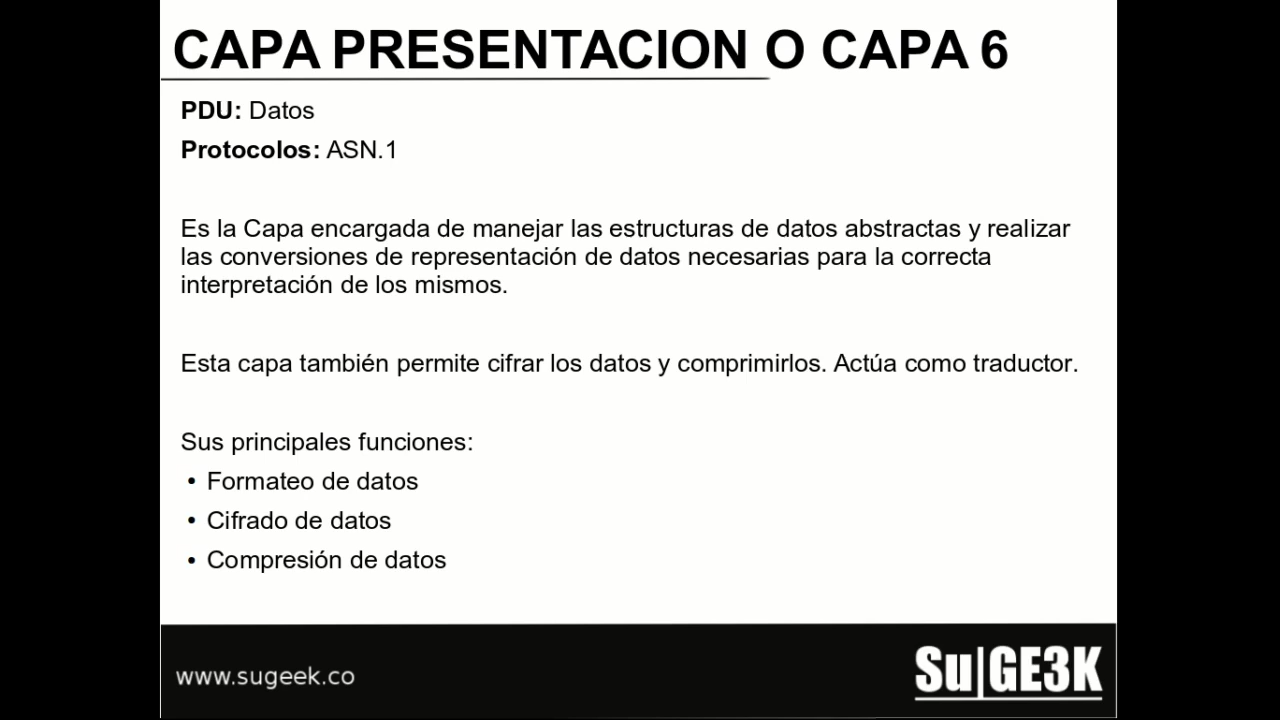 CAPA PRESENTACION O CAPA 6
PDU: Datos
Protocolos: ASN.1
Es la Capa encargada de manejar las estructuras de datos abstractas y realizar
las conversiones de representación de datos necesarias para la correcta
interpretación de los mismos.
Esta capa también permite cifrar los datos y comprimirlos. Actúa como traductor.
Sus principales funciones:
• Formateo de datos
• Cifrado de datos
• Compresión de datos
www.sugeek.co
Su|GE3K